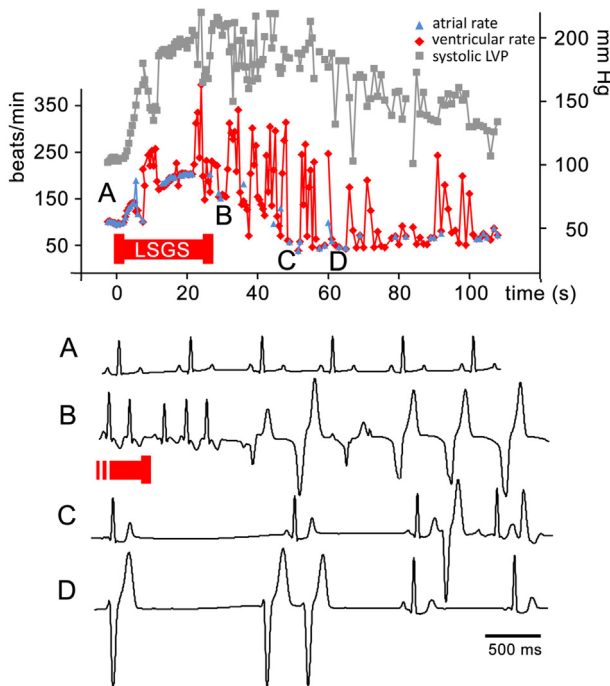 atrial rate
ventricular rate
systolic LVP
beats/min
mm Hg
350
250
150
50
200
150
100
50
A
B
C
D
LSGS
0
20
40
60
80
100
time (s)
A
B
C
D
500 ms